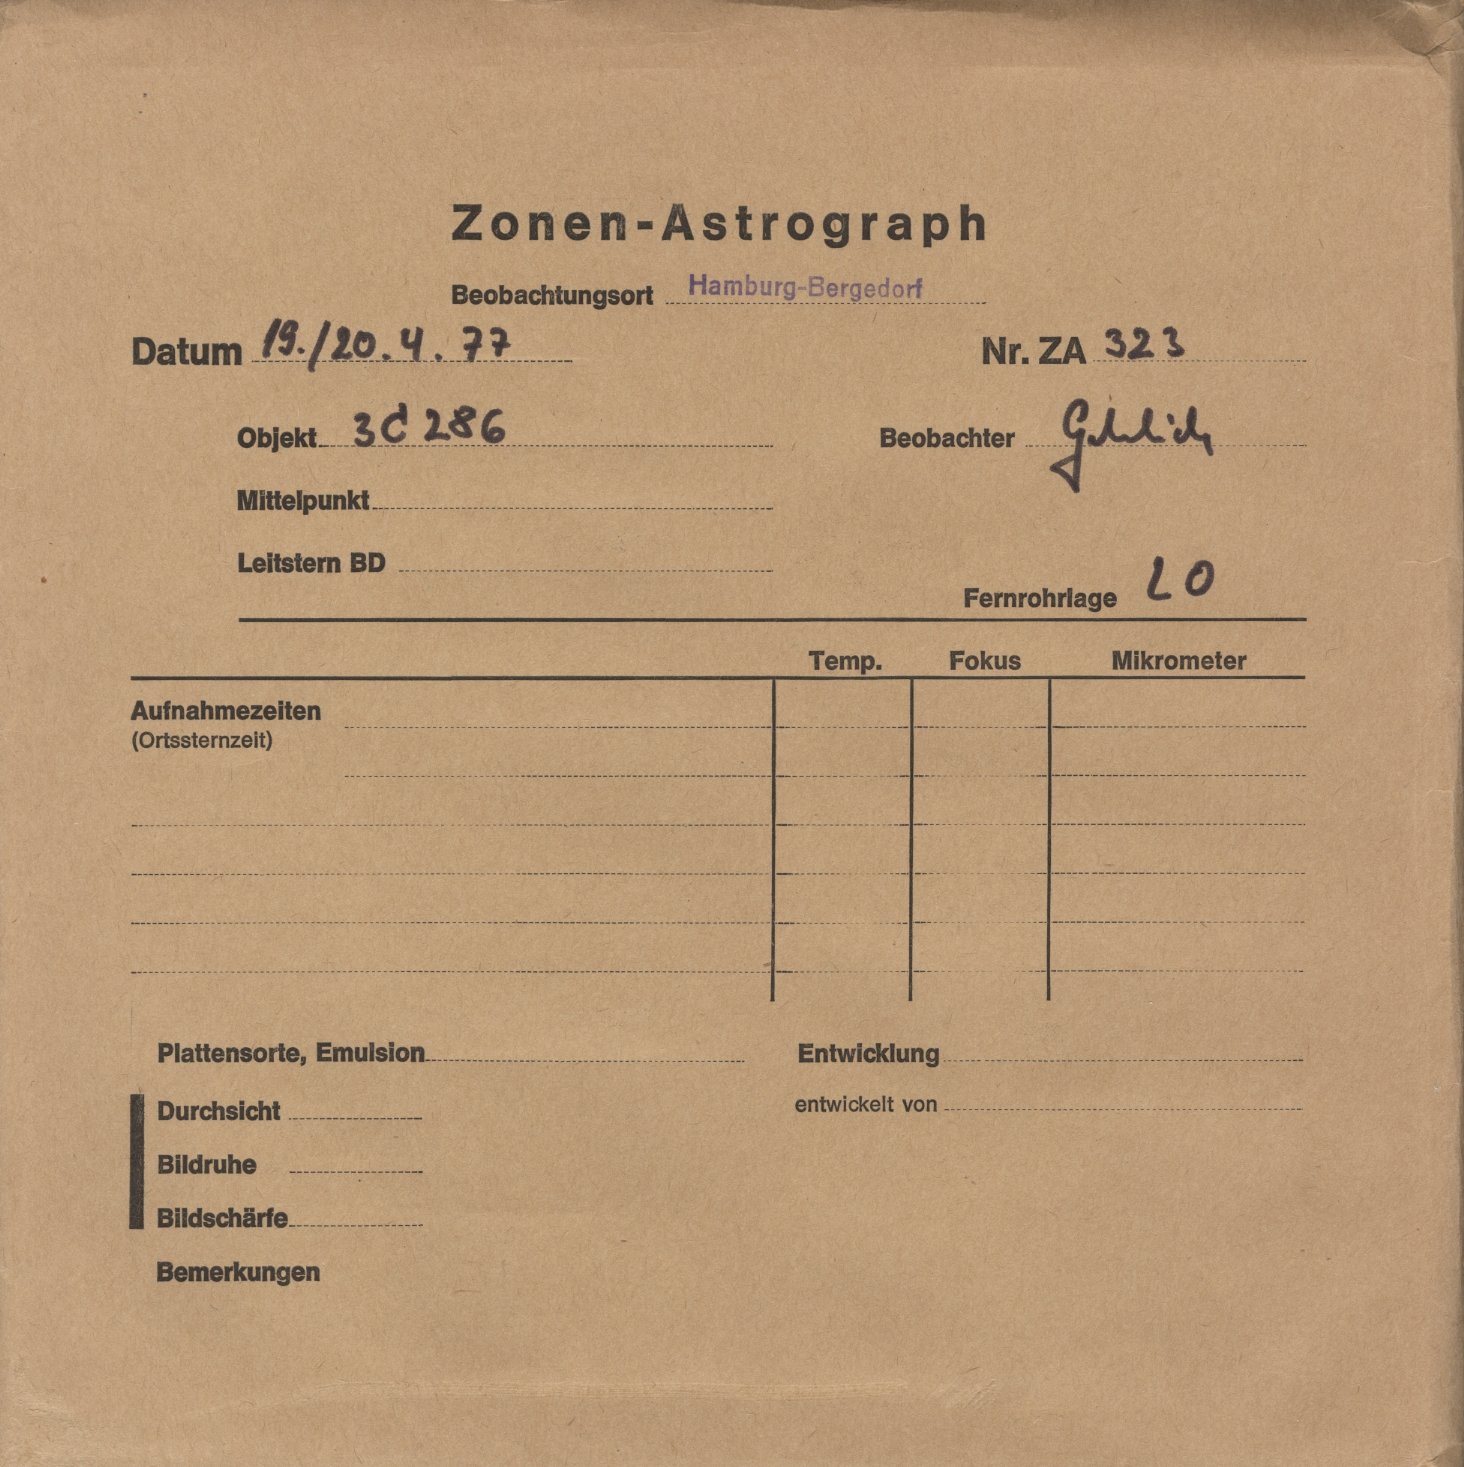 Zonen-Astrograph
Beobachtungsort Hamburg-Bergedorf
Datum 19./20.4.77 Nr. ZA 323
Objekt 3C 286 Beobachter
Mittelpunkt
Leitstern BD
Fernrohrlage LO
Temp. Fokus Mikrometer
Aufnahmezeiten
(Ortssternzeit)
Plattensorte, Emulsion Entwicklung
Durchsicht entwickelt von
Bildruhe
Bildschärfe
Bemerkungen